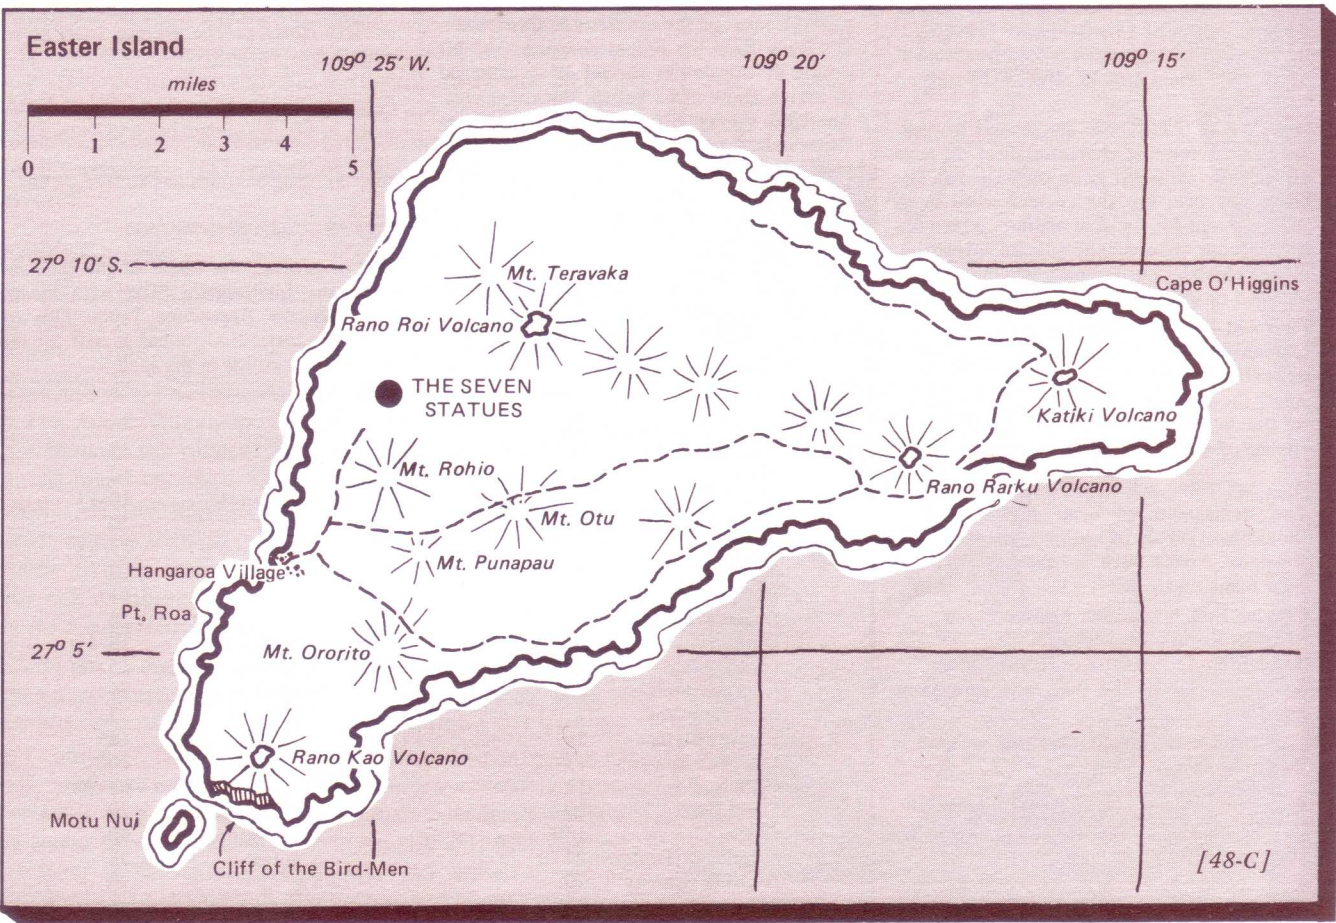 Easter Island
miles
0 1 2 3 4 5
109° 25' W.
109° 20'
109° 15'
27° 10' S.
Cape O'Higgins
Mt. Teravaka
Rano Roi Volcano
THE SEVEN
STATUES
Katiki Volcano
Mt. Rohio
Rano Rarku Volcano
Mt. Otu
Mt. Punapau
Hangaroa Village
Pt. Roa
27° 5'
Mt. Ororito
Rano Kao Volcano
Motu Nui
Cliff of the Bird-Men
[48-C]